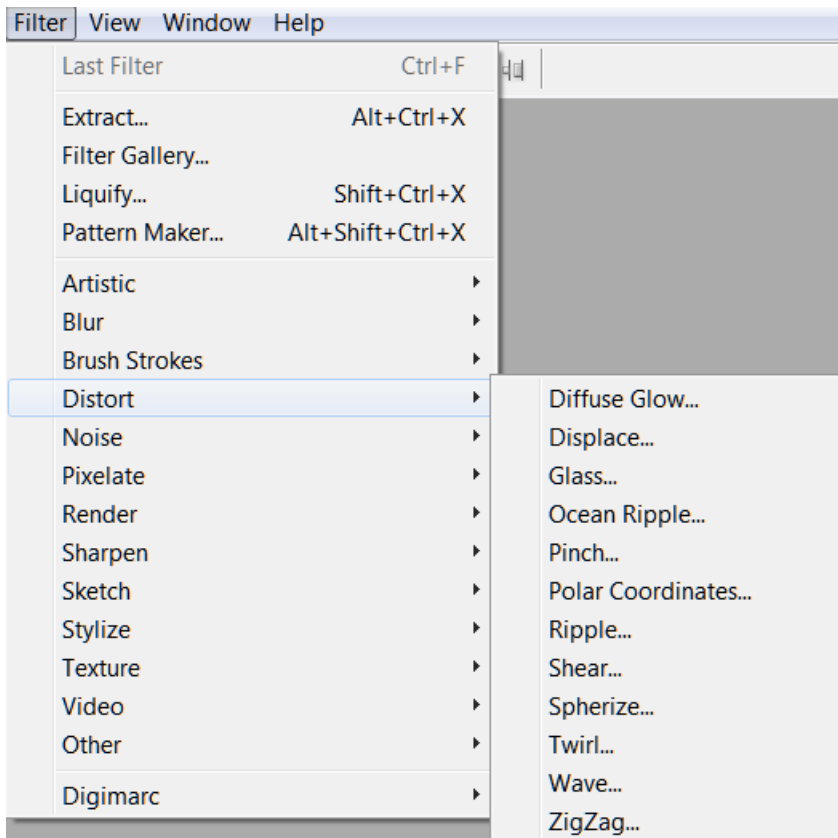 Filter View Window Help
Last Filter Ctrl+F
Extract... Alt+Ctrl+X
Filter Gallery...
Liquify... Shift+Ctrl+X
Pattern Maker... Alt+Shift+Ctrl+X
Artistic
Blur
Brush Strokes
Distort
Noise
Pixelate
Render
Sharpen
Sketch
Stylize
Texture
Video
Other
Digimarc
Diffuse Glow...
Displace...
Glass...
Ocean Ripple...
Pinch...
Polar Coordinates...
Ripple...
Shear...
Spherize...
Twirl...
Wave...
ZigZag...